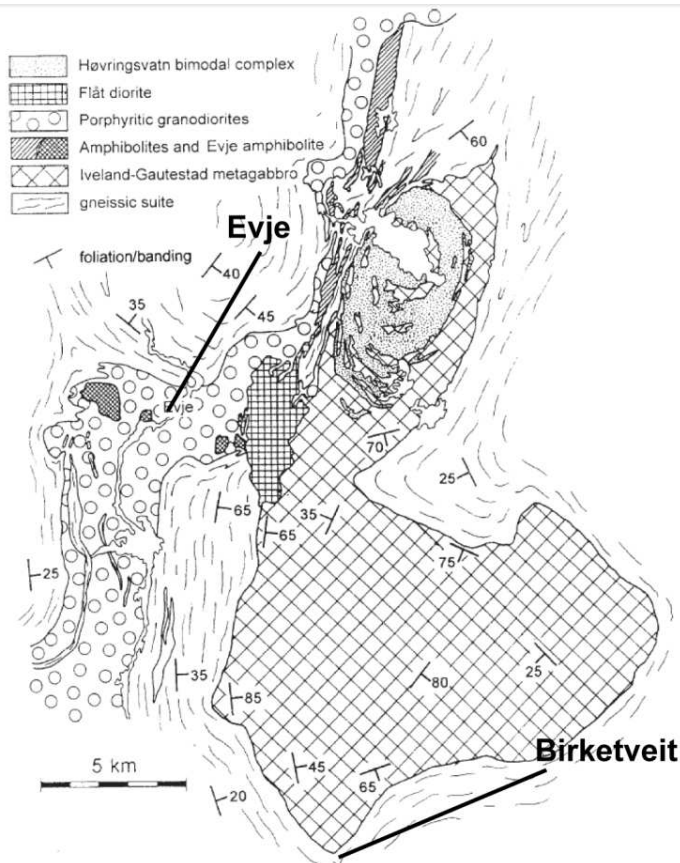 Høvringsvatn bimodal complex
Flåt diorite
Porphyritic granodiorites
Amphibolites and Evje amphibolite
Iveland-Gautestad metagabbro
gneissic suite
foliation/banding
Evje
60
40
35
45
Evje
70
25
65
35
65
75
25
35
85
80
25
45
65
20
5 km
Birketveit